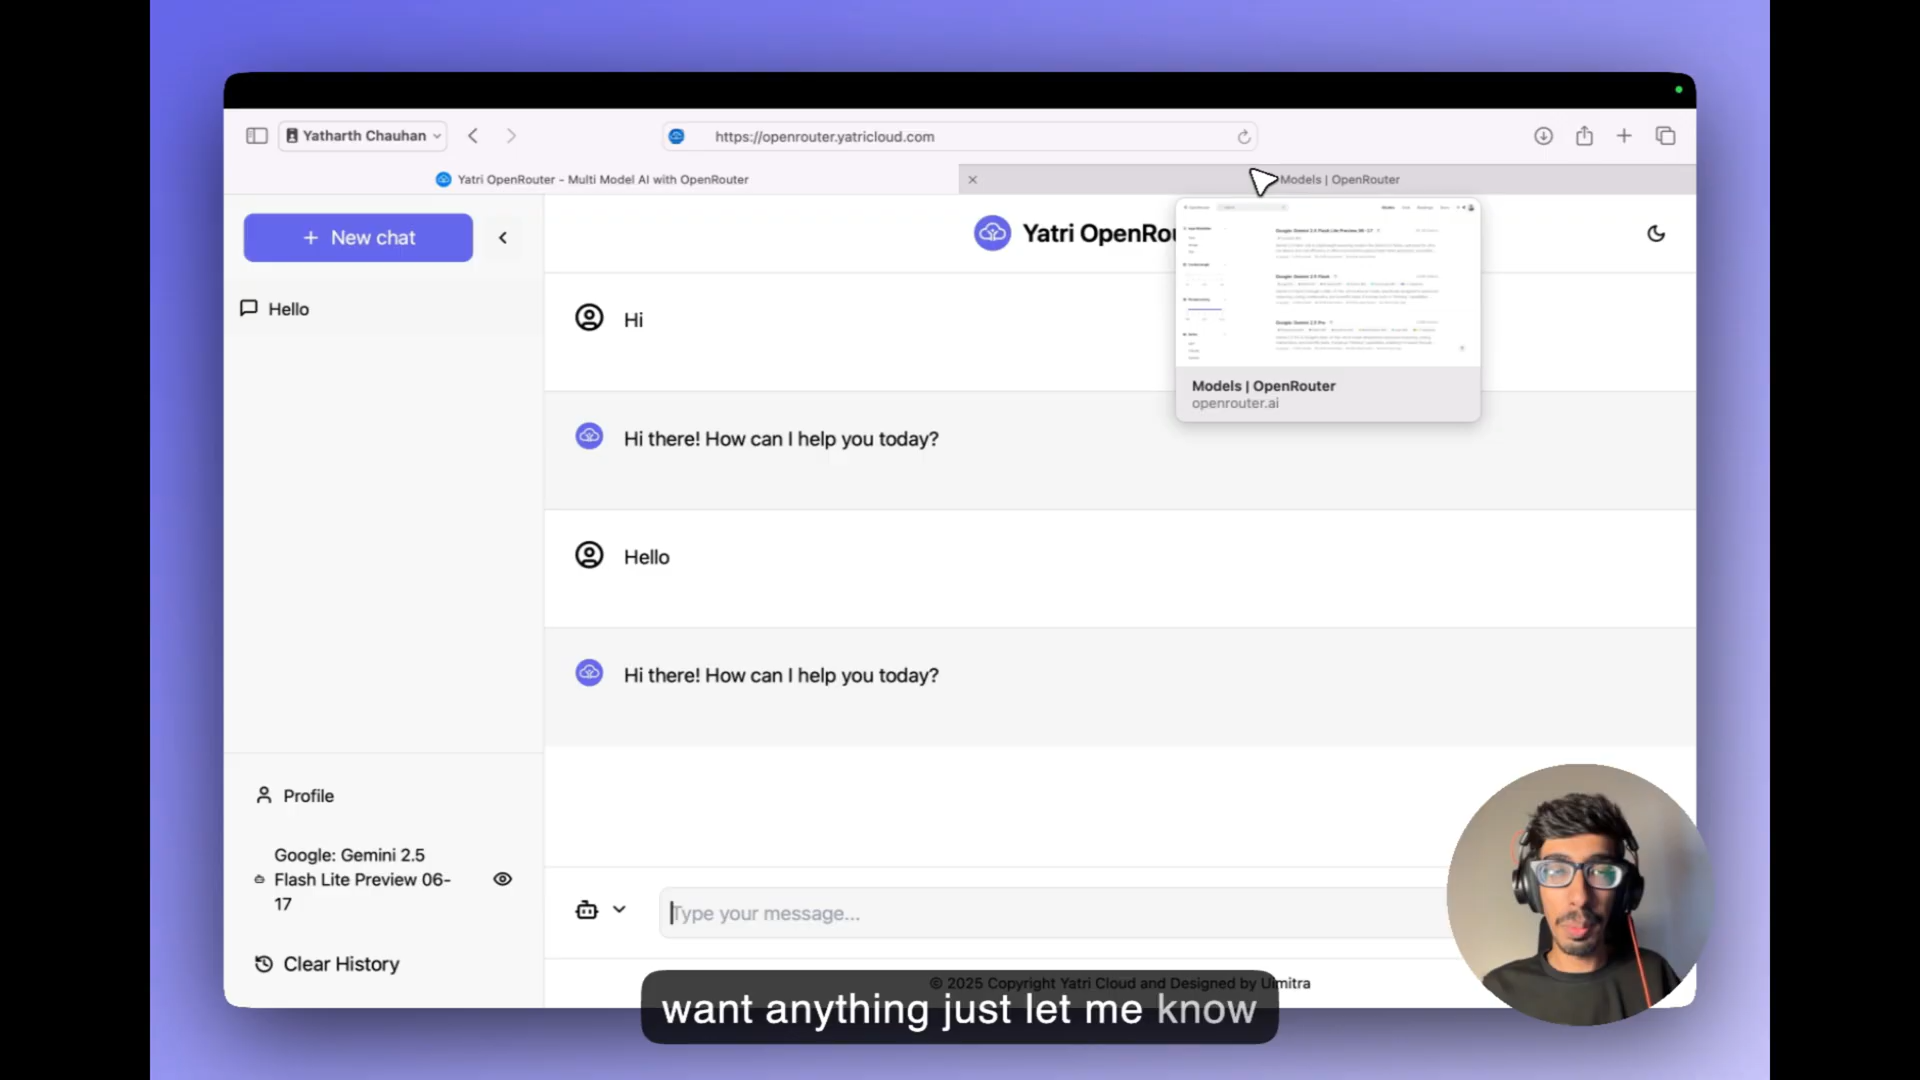 Yatharth Chauhan
https://openrouter.yatricloud.com
Yatri OpenRouter - Multi Model AI with OpenRouter
Models | OpenRouter
New chat
Yatri OpenRou
Hello
Hi
Models | OpenRouter
openrouter.ai
Hi there! How can I help you today?
Hello
Hi there! How can I help you today?
Profile
Google: Gemini 2.5
Flash Lite Preview 06-
17
Type your message...
Clear History
© 2025 Copyright Yatri Cloud and Designed by Uimitra
want anything just let me know